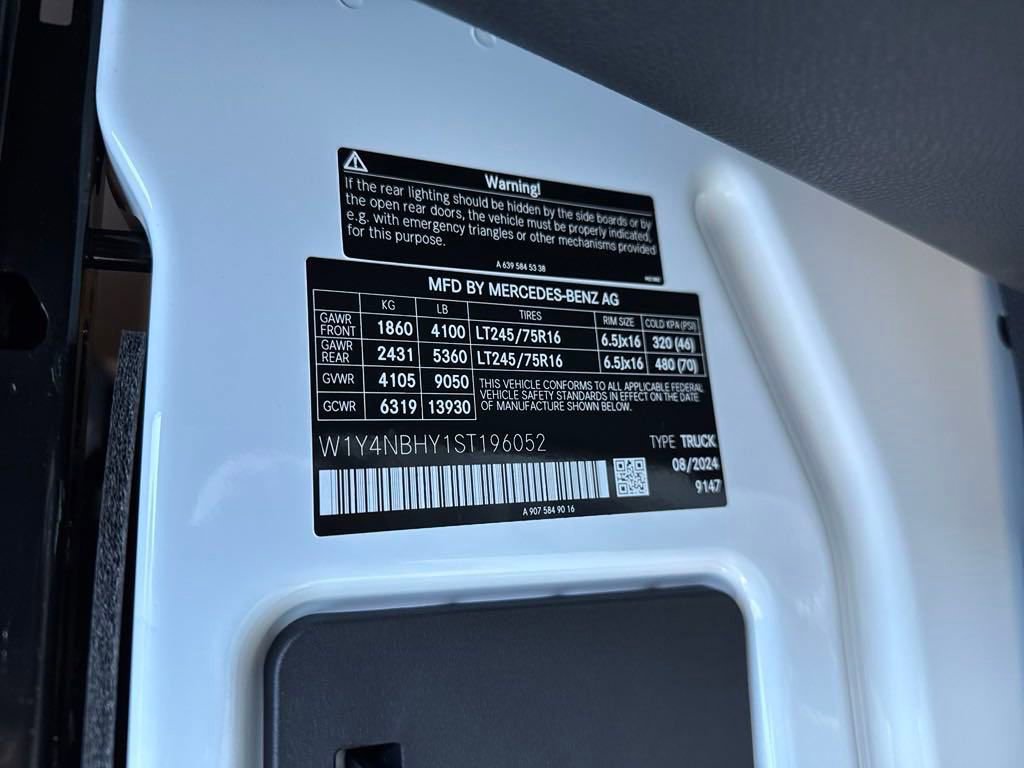 Warning!
If the rear lighting should be hidden by the side boards or by
the open rear doors, the vehicle must be properly indicated,
e.g. with emergency triangles or other mechanisms provided
for this purpose.
A 639 584 53 38
MFD BY MERCEDES-BENZ AG
KG LB TIRES RIM SIZE COLD KPA (PSI)
GAWR FRONT 1860 4100 LT245/75R16 6.5Jx16 320 (46)
GAWR REAR 2431 5360 LT245/75R16 6.5Jx16 480 (70)
GVWR 4105 9050
GCWR 6319 13930
THIS VEHICLE CONFORMS TO ALL APPLICABLE FEDERAL
VEHICLE SAFETY STANDARDS IN EFFECT ON THE DATE
OF MANUFACTURE SHOWN BELOW.
W1Y4NBHY1ST196052
TYPE TRUCK
08/2024
9147
A 907 584 90 16